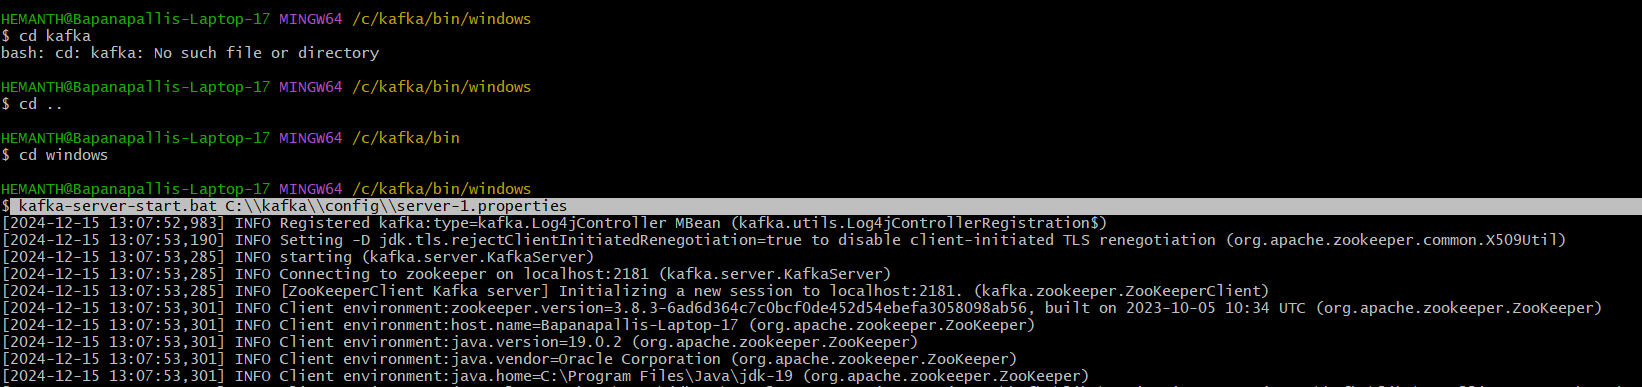 HEMANTH@Bapanapallis-Laptop-17 MINGW64 /c/kafka/bin/windows
$ cd kafka
bash: cd: kafka: No such file or directory
HEMANTH@Bapanapallis-Laptop-17 MINGW64 /c/kafka/bin/windows
$ cd ..
HEMANTH@Bapanapallis-Laptop-17 MINGW64 /c/kafka/bin
$ cd windows
HEMANTH@Bapanapallis-Laptop-17 MINGW64 /c/kafka/bin/windows
$ kafka-server-start.bat C:\\kafka\\config\\server-1.properties
[2024-12-15 13:07:52,983] INFO Registered kafka:type=kafka.Log4jController MBean (kafka.utils.Log4jControllerRegistration$)
[2024-12-15 13:07:53,190] INFO Setting -D jdk.tls.rejectClientInitiatedRenegotiation=true to disable client-initiated TLS renegotiation (org.apache.zookeeper.common.X509Util)
[2024-12-15 13:07:53,285] INFO starting (kafka.server.KafkaServer)
[2024-12-15 13:07:53,285] INFO Connecting to zookeeper on localhost:2181 (kafka.server.KafkaServer)
[2024-12-15 13:07:53,285] INFO [ZooKeeperClient Kafka server] Initializing a new session to localhost:2181. (kafka.zookeeper.ZooKeeperClient)
[2024-12-15 13:07:53,301] INFO Client environment:zookeeper.version=3.8.3-6ad6d364c7c0bcf0de452d54ebefa3058098ab56, built on 2023-10-05 10:34 UTC (org.apache.zookeeper.ZooKeeper)
[2024-12-15 13:07:53,301] INFO Client environment:host.name=Bapanapallis-Laptop-17 (org.apache.zookeeper.ZooKeeper)
[2024-12-15 13:07:53,301] INFO Client environment:java.version=19.0.2 (org.apache.zookeeper.ZooKeeper)
[2024-12-15 13:07:53,301] INFO Client environment:java.vendor=Oracle Corporation (org.apache.zookeeper.ZooKeeper)
[2024-12-15 13:07:53,301] INFO Client environment:java.home=C:\Program Files\Java\jdk-19 (org.apache.zookeeper.ZooKeeper)